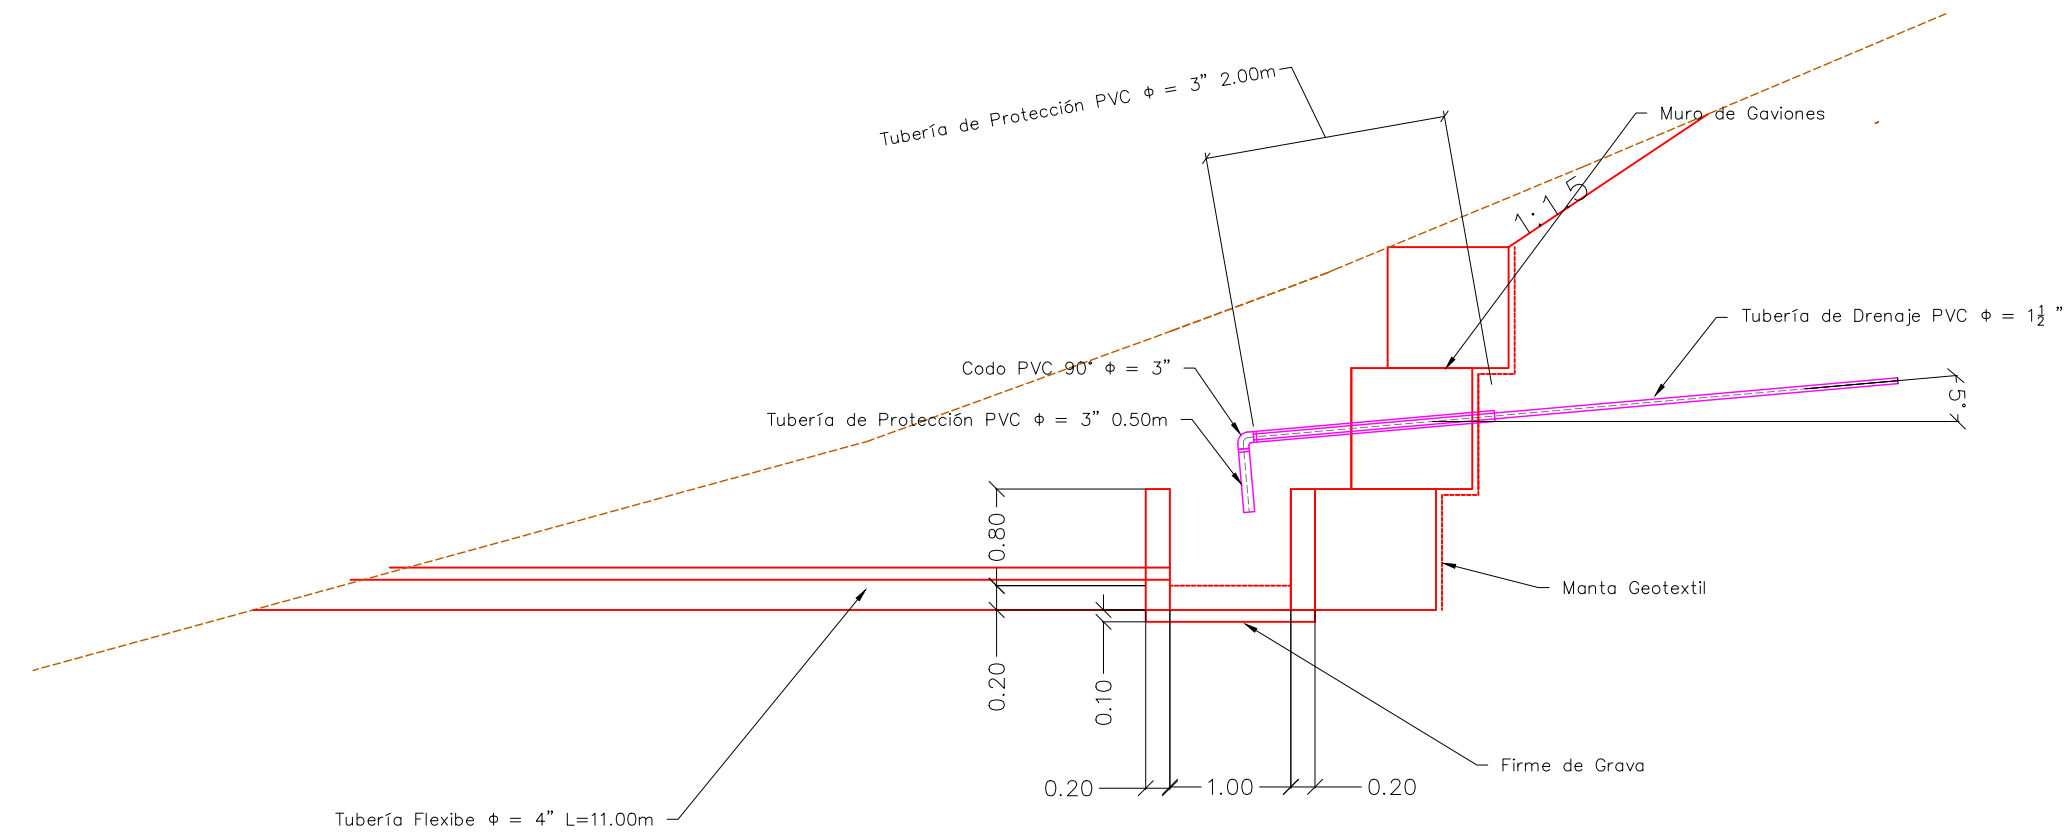 Tubería de Protección PVC ϕ = 3" 2.00m
Muro de Gaviones
1:1.5
Tubería de Drenaje PVC ϕ = 1½ "
Codo PVC 90° ϕ = 3"
5°
Tubería de Protección PVC ϕ = 3" 0.50m
0.80
Manta Geotextil
0.20
0.10
Firme de Grava
0.20
1.00
0.20
Tubería Flexibe ϕ = 4" L=11.00m